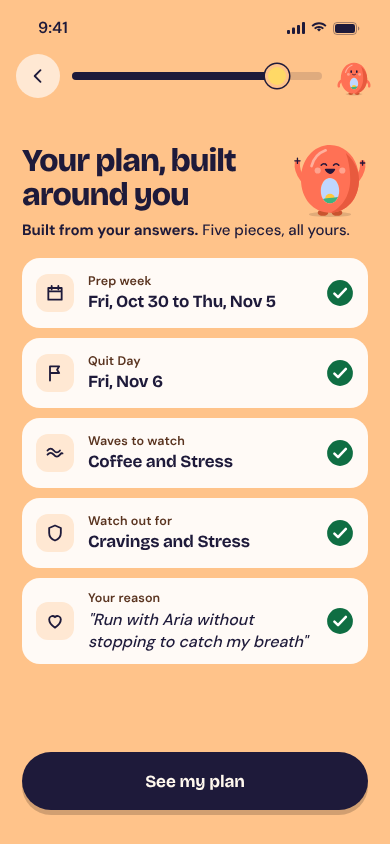 9:41
Your plan, built
around you
Built from your answers. Five pieces, all yours.
Prep week
Fri, Oct 30 to Thu, Nov 5
Quit Day
Fri, Nov 6
Waves to watch
Coffee and Stress
Watch out for
Cravings and Stress
Your reason
"Run with Aria without
stopping to catch my breath"
See my plan